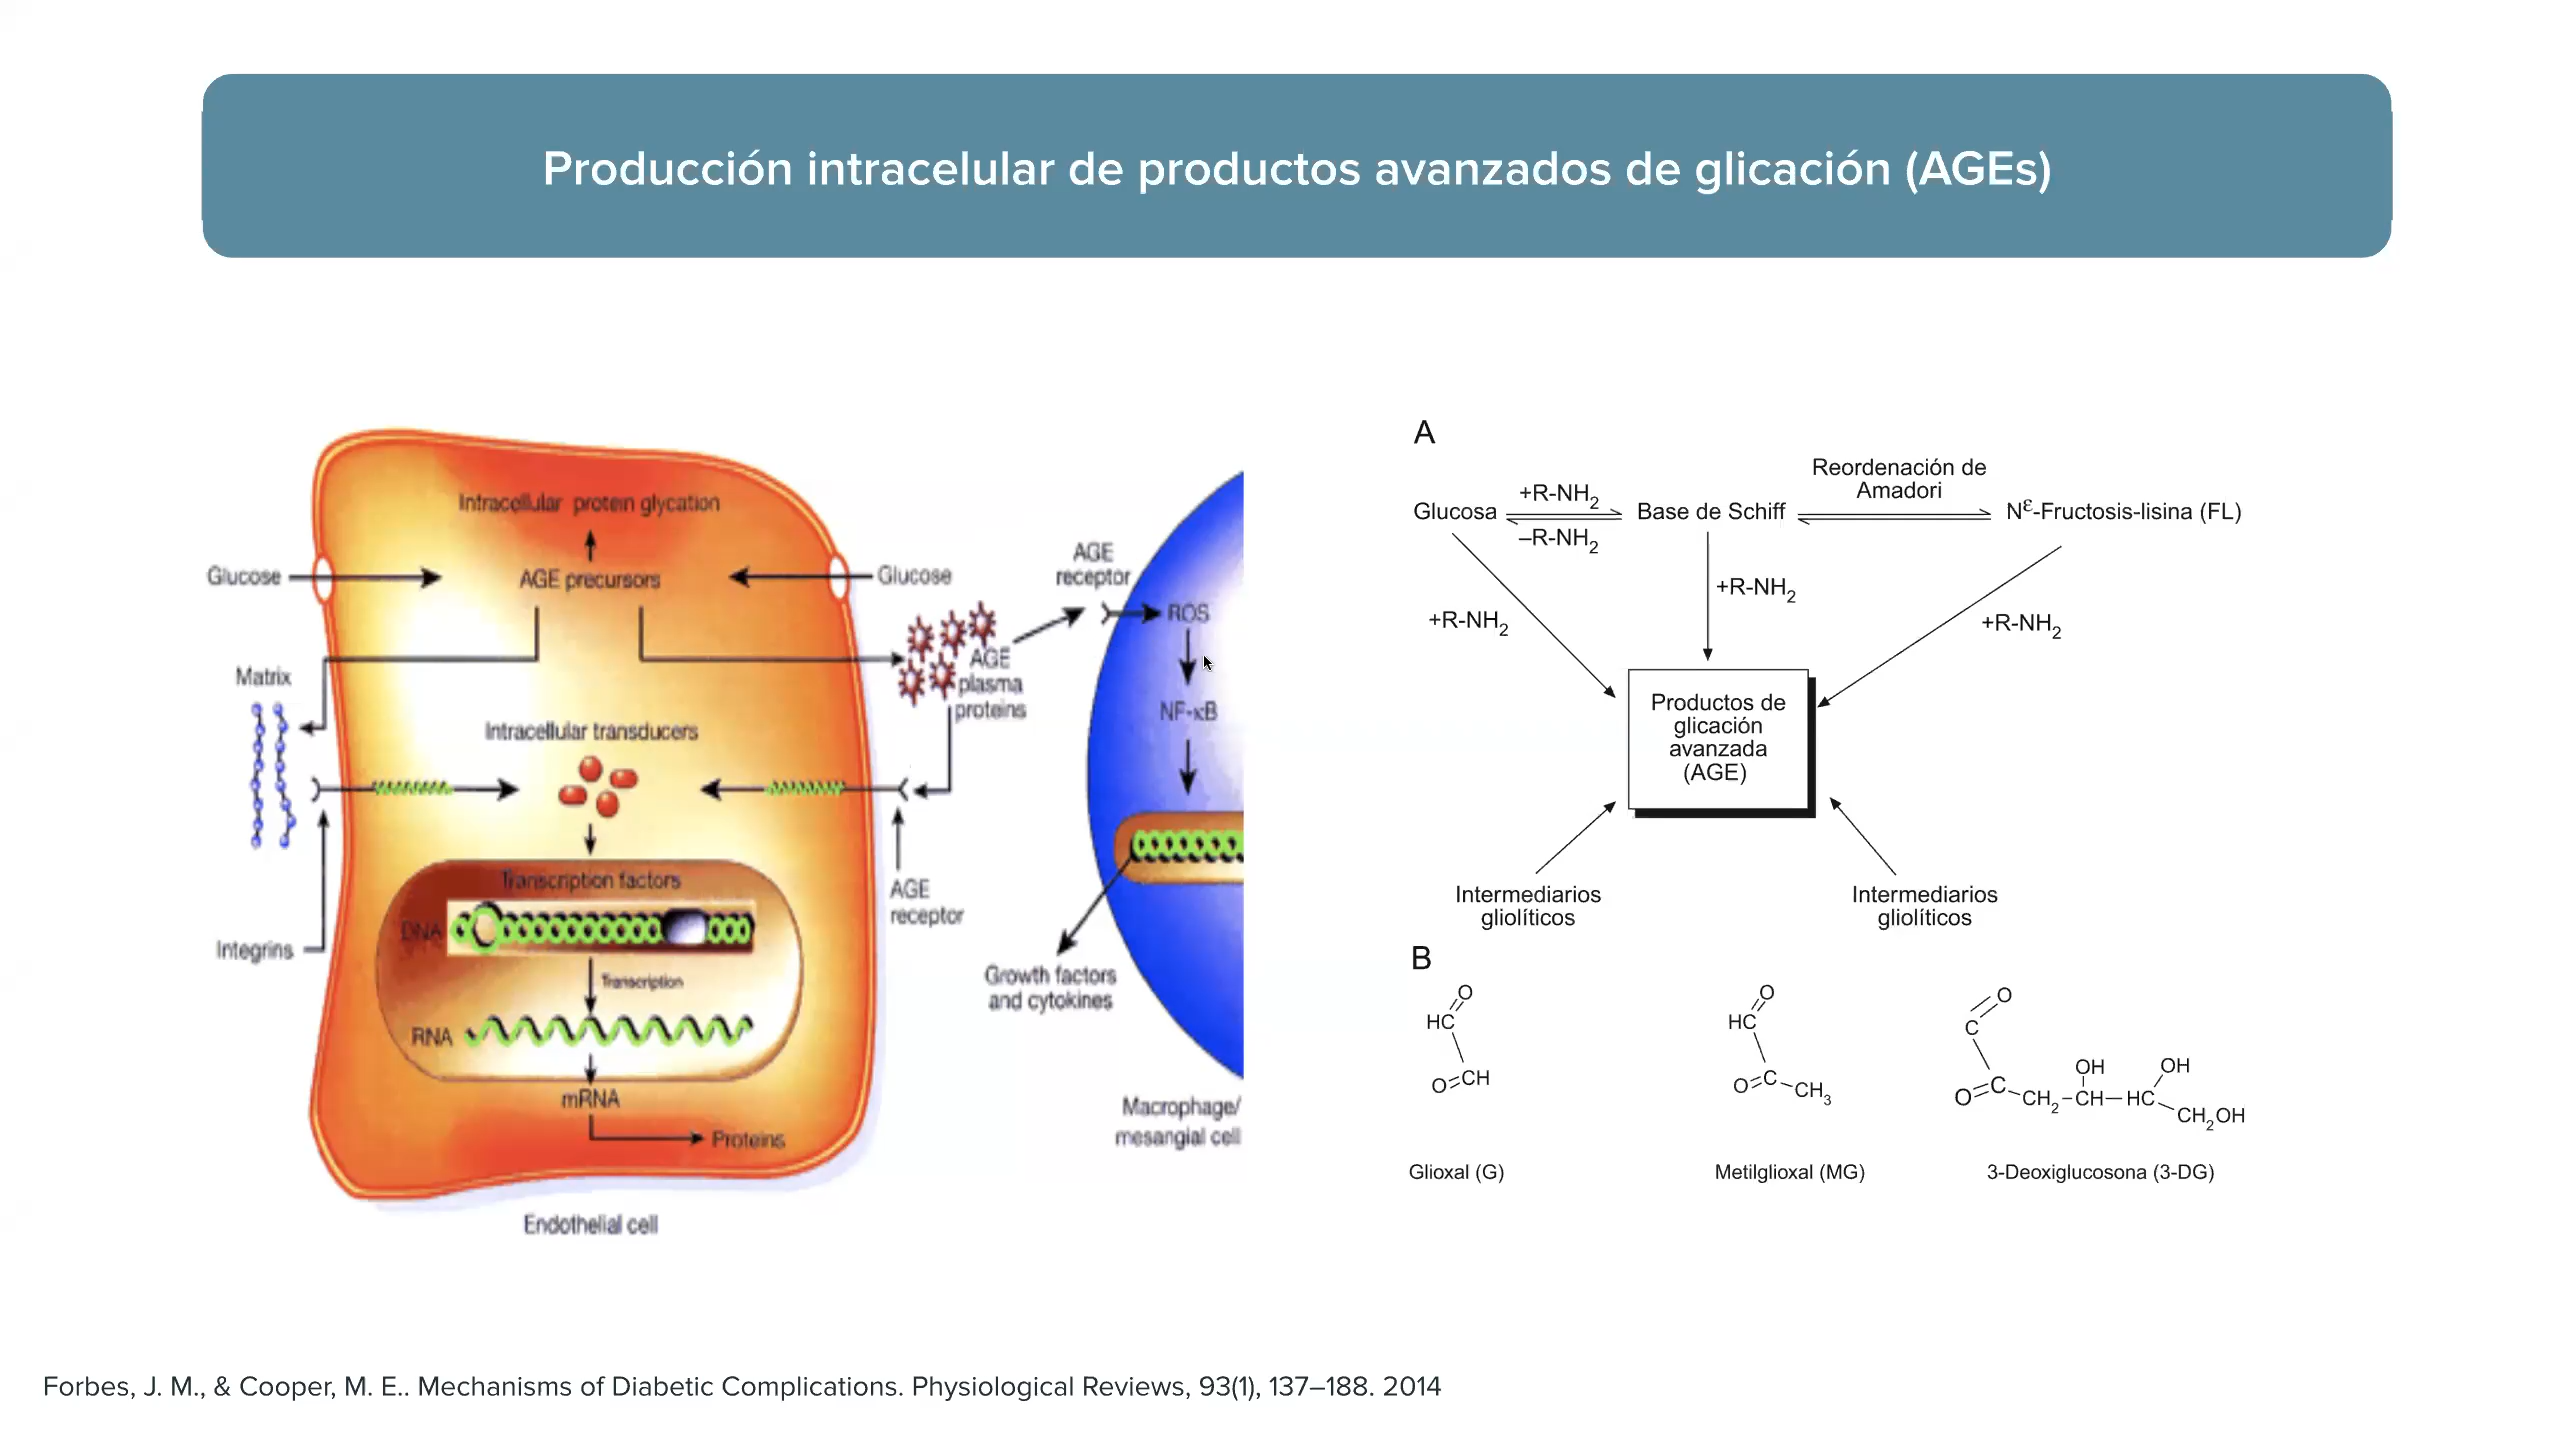 Producción intracelular de productos avanzados de glicación (AGEs)
Intracellular protein glycation
Glucose
AGE precursors
Glucose
AGE
receptor
ROS
Matrix
AGE
plasma
proteins
NF-κB
Intracellular transducers
Transcription factors
DNA
AGE
receptor
Integrins
Transcription
Growth factors
and cytokines
RNA
mRNA
Proteins
Macrophage/
mesangial cell
Endothelial cell
A
Reordenación de
Amadori
+R-NH2
Glucosa
Base de Schiff
Nε-Fructosis-lisina (FL)
–R-NH2
+R-NH2
+R-NH2
+R-NH2
Productos de
glicación
avanzada
(AGE)
Intermediarios
gliolíticos
Intermediarios
gliolíticos
B
O
HC
O=CH
Glioxal (G)
O
HC
O=C-CH3
Metilglioxal (MG)
O
C
OH
OH
O=C-CH2-CH-HC
CH2OH
3-Deoxiglucosona (3-DG)
Forbes, J. M., & Cooper, M. E.. Mechanisms of Diabetic Complications. Physiological Reviews, 93(1), 137–188. 2014